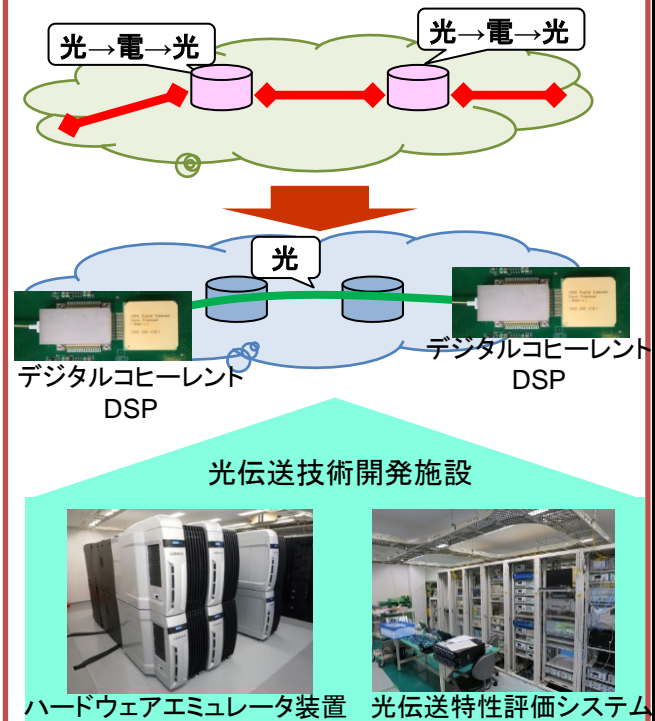 光→電→光
光→電→光
光
デジタルコヒーレント
DSP
デジタルコヒーレント
DSP
光伝送技術開発施設
ハードウェアエミュレータ装置
光伝送特性評価システム